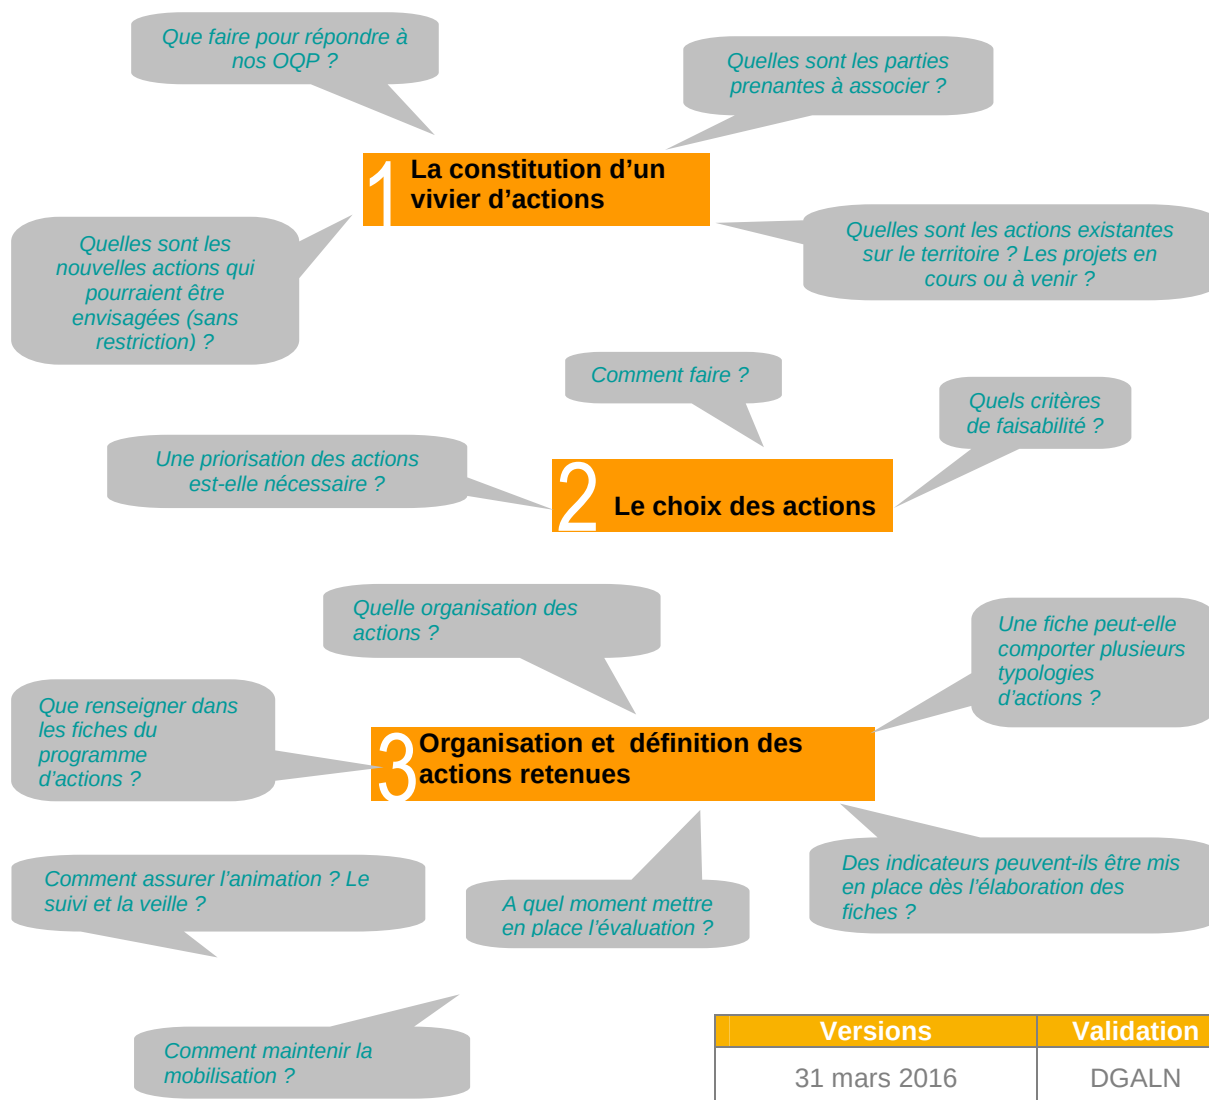 Que faire pour répondre à
nos OQP ?
Quelles sont les parties
prenantes à associer ?
1
La constitution d’un
vivier d’actions
Quelles sont les
nouvelles actions qui
pourraient être
envisagées (sans
restriction) ?
Quelles sont les actions existantes
sur le territoire ? Les projets en
cours ou à venir ?
Comment faire ?
Quels critères
de faisabilité ?
Une priorisation des actions
est-elle nécessaire ?
2
Le choix des actions
Quelle organisation des
actions ?
Une fiche peut-elle
comporter plusieurs
typologies
d’actions ?
Que renseigner dans
les fiches du
programme
d’actions ?
3
Organisation et  définition des
actions retenues
Comment assurer l’animation ? Le
suivi et la veille ?
A quel moment mettre
en place l’évaluation ?
Des indicateurs peuvent-ils être mis
en place dès l’élaboration des
fiches ?
Comment maintenir la
mobilisation ?
Versions Validation
31 mars 2016 DGALN